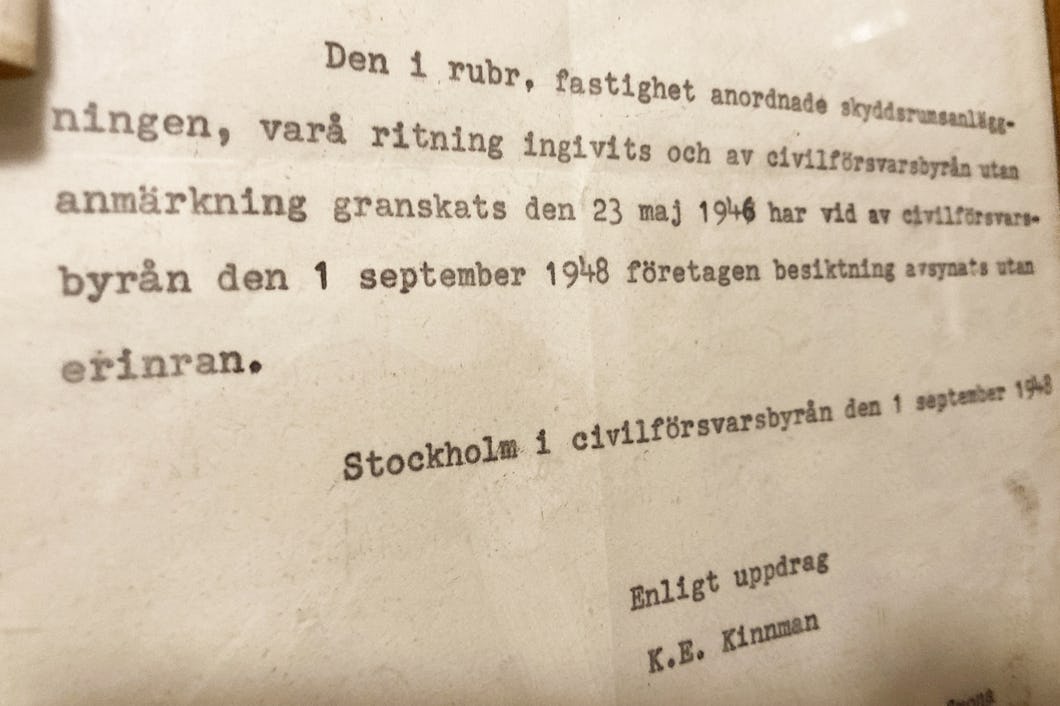 Den i rubr, fastighet anordnade skyddsrumsanlägg-
ningen, varå ritning ingivits och av civilförsvarsbyrån utan
anmärkning granskats den 23 maj 1946 har vid av civilförsvars-
byrån den 1 september 1948 företagen besiktning avsynats utan
erinran.
Stockholm i civilförsvarsbyrån den 1 september 1948
Enligt uppdrag
K.E. Kinnman